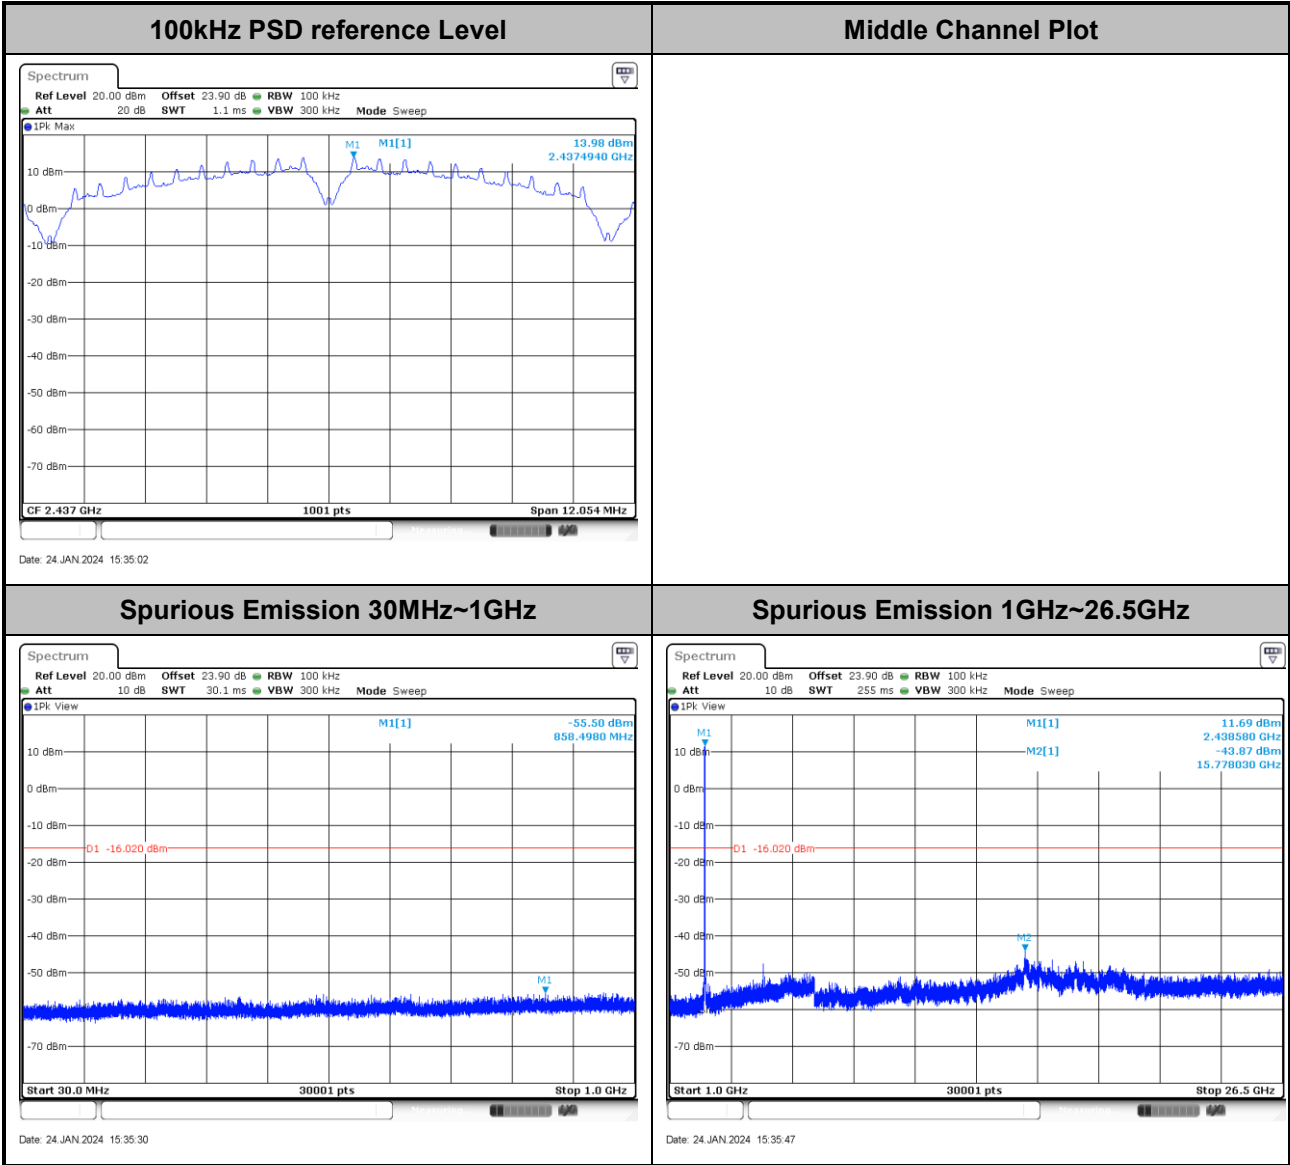 100kHz PSD reference Level
Middle Channel Plot
Spectrum
Ref Level 20.00 dBm Offset 23.90 dB RBW 100 kHz
Att 20 dB SWT 1.1 ms VBW 300 kHz Mode Sweep
1Pk Max
M1 M1[1] 13.98 dBm
2.4374940 GHz
10 dBm
0 dBm
-10 dBm
-20 dBm
-30 dBm
-40 dBm
-50 dBm
-60 dBm
-70 dBm
CF 2.437 GHz 1001 pts Span 12.054 MHz
Date: 24.JAN.2024 15:35:02
Spurious Emission 30MHz~1GHz
Spurious Emission 1GHz~26.5GHz
Spectrum
Ref Level 20.00 dBm Offset 23.90 dB RBW 100 kHz
Att 10 dB SWT 30.1 ms VBW 300 kHz Mode Sweep
1Pk View
M1[1] -55.50 dBm
858.4980 MHz
10 dBm
0 dBm
-10 dBm
D1 -16.020 dBm
-20 dBm
-30 dBm
-40 dBm
-50 dBm
M1
-70 dBm
Start 30.0 MHz 30001 pts Stop 1.0 GHz
Date: 24.JAN.2024 15:35:30
Spectrum
Ref Level 20.00 dBm Offset 23.90 dB RBW 100 kHz
Att 10 dB SWT 255 ms VBW 300 kHz Mode Sweep
1Pk View
M1 M1[1] 11.69 dBm
2.438580 GHz
10 dBm M2[1] -43.87 dBm
15.778030 GHz
0 dBm
-10 dBm
D1 -16.020 dBm
-20 dBm
-30 dBm
-40 dBm
M2
-50 dBm
-70 dBm
Start 1.0 GHz 30001 pts Stop 26.5 GHz
Date: 24.JAN.2024 15:35:47